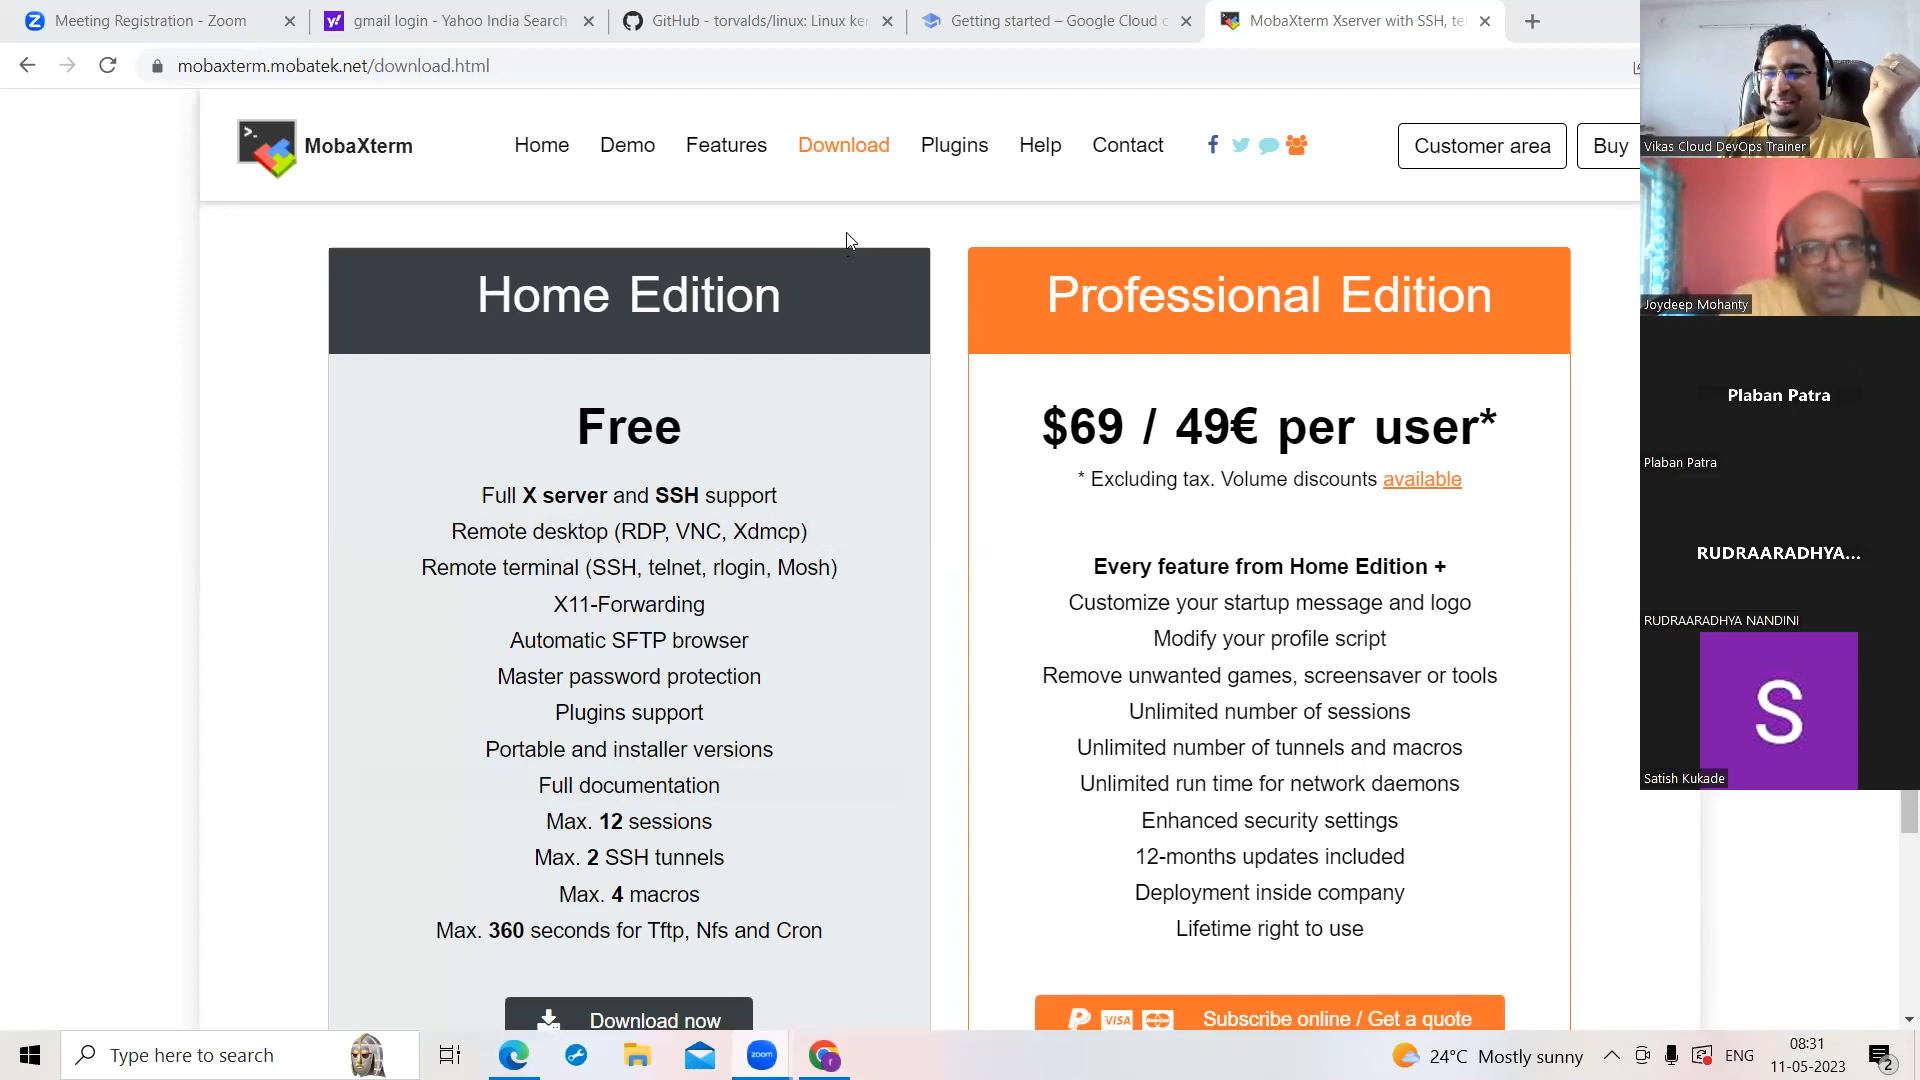 Meeting Registration - Zoom
gmail login - Yahoo India Search
GitHub - torvalds/linux: Linux ke
Getting started – Google Cloud c
MobaXterm Xserver with SSH, te
mobaxterm.mobatek.net/download.html
MobaXterm
Home
Demo
Features
Download
Plugins
Help
Contact
Customer area
Buy
Vikas Cloud DevOps Trainer
Joydeep Mohanty
Plaban Patra
Plaban Patra
RUDRAARADHYA...
RUDRAARADHYA NANDINI
S
Satish Kukade
Home Edition
Free
Full X server and SSH support
Remote desktop (RDP, VNC, Xdmcp)
Remote terminal (SSH, telnet, rlogin, Mosh)
X11-Forwarding
Automatic SFTP browser
Master password protection
Plugins support
Portable and installer versions
Full documentation
Max. 12 sessions
Max. 2 SSH tunnels
Max. 4 macros
Max. 360 seconds for Tftp, Nfs and Cron
Download now
Professional Edition
$69 / 49€ per user*
* Excluding tax. Volume discounts available
Every feature from Home Edition +
Customize your startup message and logo
Modify your profile script
Remove unwanted games, screensaver or tools
Unlimited number of sessions
Unlimited number of tunnels and macros
Unlimited run time for network daemons
Enhanced security settings
12-months updates included
Deployment inside company
Lifetime right to use
VISA
Subscribe online / Get a quote
Type here to search
zoom
24°C Mostly sunny
ENG
08:31
11-05-2023
2